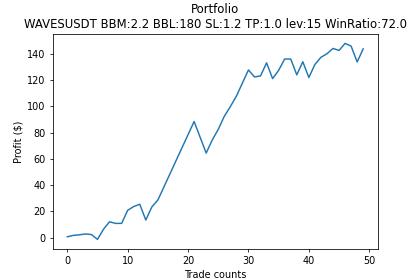 Portfolio
WAVESUSDT BBM:2.2 BBL:180 SL:1.2 TP:1.0 lev:15 WinRatio:72.0
140
120
100
80
60
40
20
0
Profit ($)
0 10 20 30 40 50
Trade counts